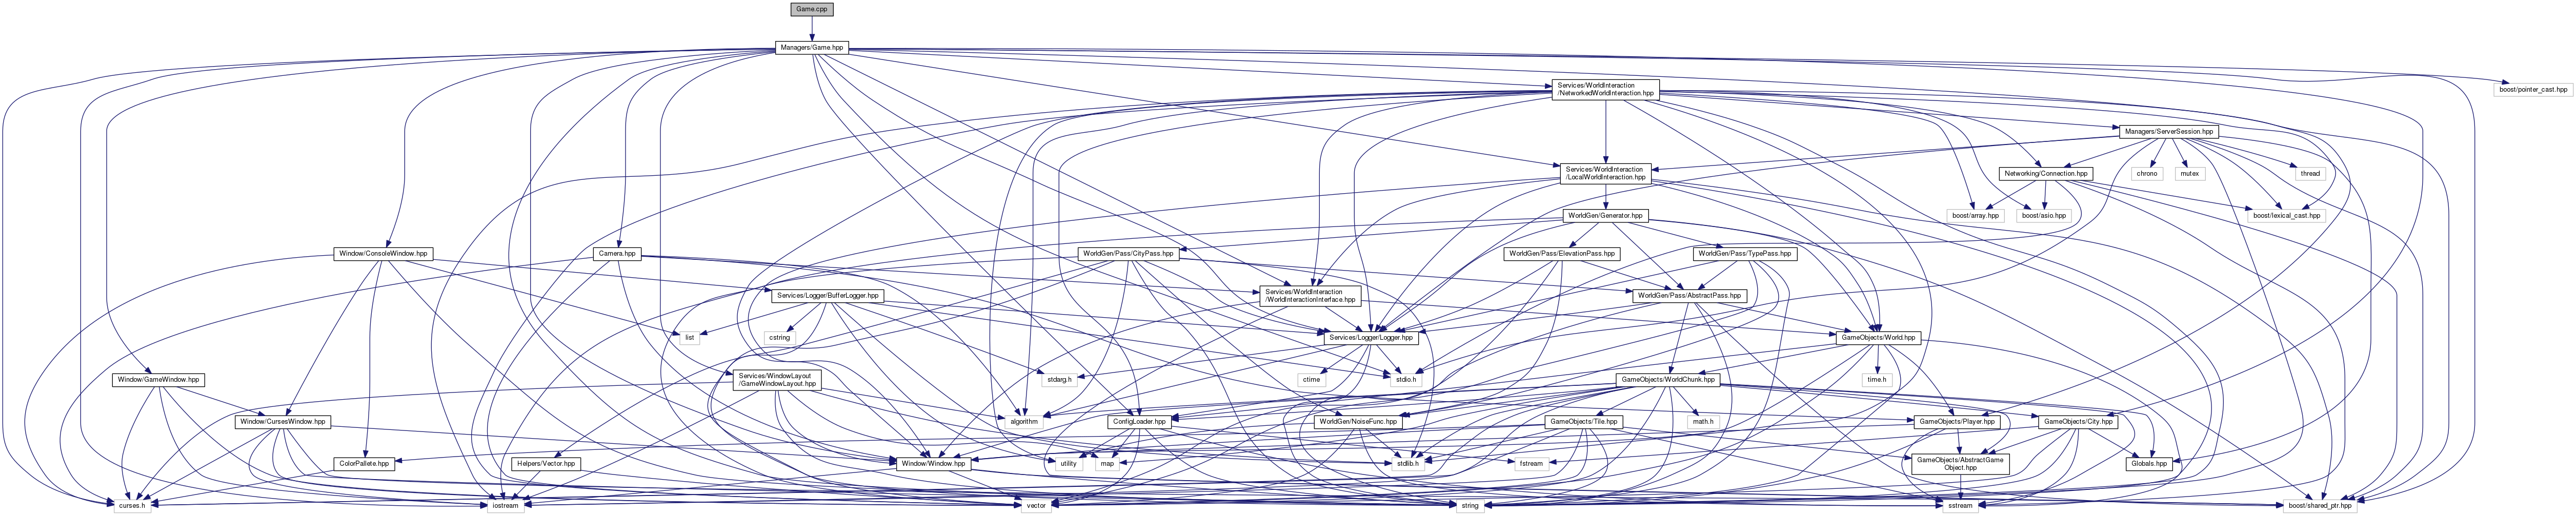 Game.cpp
Managers/Game.hpp
Services/WorldInteraction
/NetworkedWorldInteraction.hpp
boost/pointer_cast.hpp
Managers/ServerSession.hpp
Services/WorldInteraction
/LocalWorldInteraction.hpp
Networking/Connection.hpp
chrono
mutex
thread
WorldGen/Generator.hpp
boost/array.hpp
boost/asio.hpp
boost/lexical_cast.hpp
Window/ConsoleWindow.hpp
Camera.hpp
WorldGen/Pass/CityPass.hpp
WorldGen/Pass/ElevationPass.hpp
WorldGen/Pass/TypePass.hpp
Services/Logger/BufferLogger.hpp
Services/WorldInteraction
/WorldInteractionInterface.hpp
WorldGen/Pass/AbstractPass.hpp
list
cstring
Services/Logger/Logger.hpp
GameObjects/World.hpp
Window/GameWindow.hpp
Services/WindowLayout
/GameWindowLayout.hpp
stdarg.h
ctime
stdio.h
GameObjects/WorldChunk.hpp
time.h
Window/CursesWindow.hpp
algorithm
ConfigLoader.hpp
WorldGen/NoiseFunc.hpp
GameObjects/Tile.hpp
math.h
GameObjects/Player.hpp
GameObjects/City.hpp
ColorPallete.hpp
Helpers/Vector.hpp
Window/Window.hpp
utility
map
stdlib.h
fstream
GameObjects/AbstractGame
Object.hpp
Globals.hpp
curses.h
iostream
vector
string
sstream
boost/shared_ptr.hpp